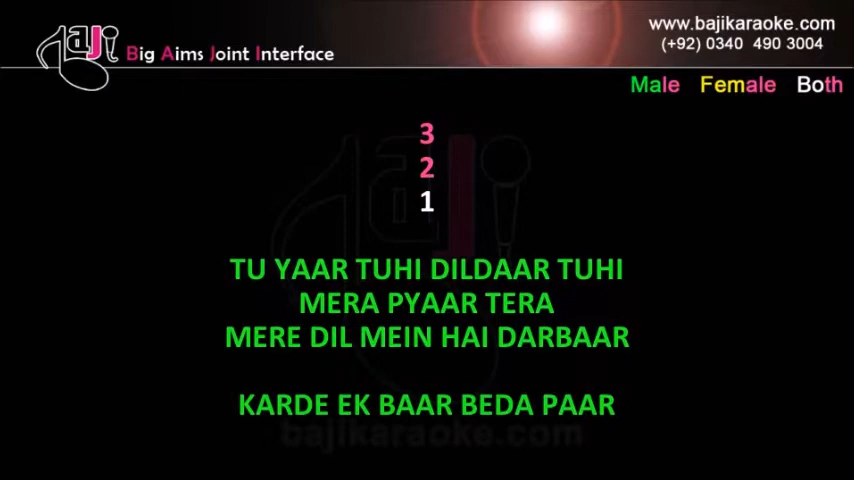 www.bajikaraoke.com
(+92) 0340 490 3004
Baji Big Aims Joint Interface
Male Female Both
3
2
1
TU YAAR TUHI DILDAAR TUHI
MERA PYAAR TERA
MERE DIL MEIN HAI DARBAAR
KARDE EK BAAR BEDA PAAR
bajikaraoke.com